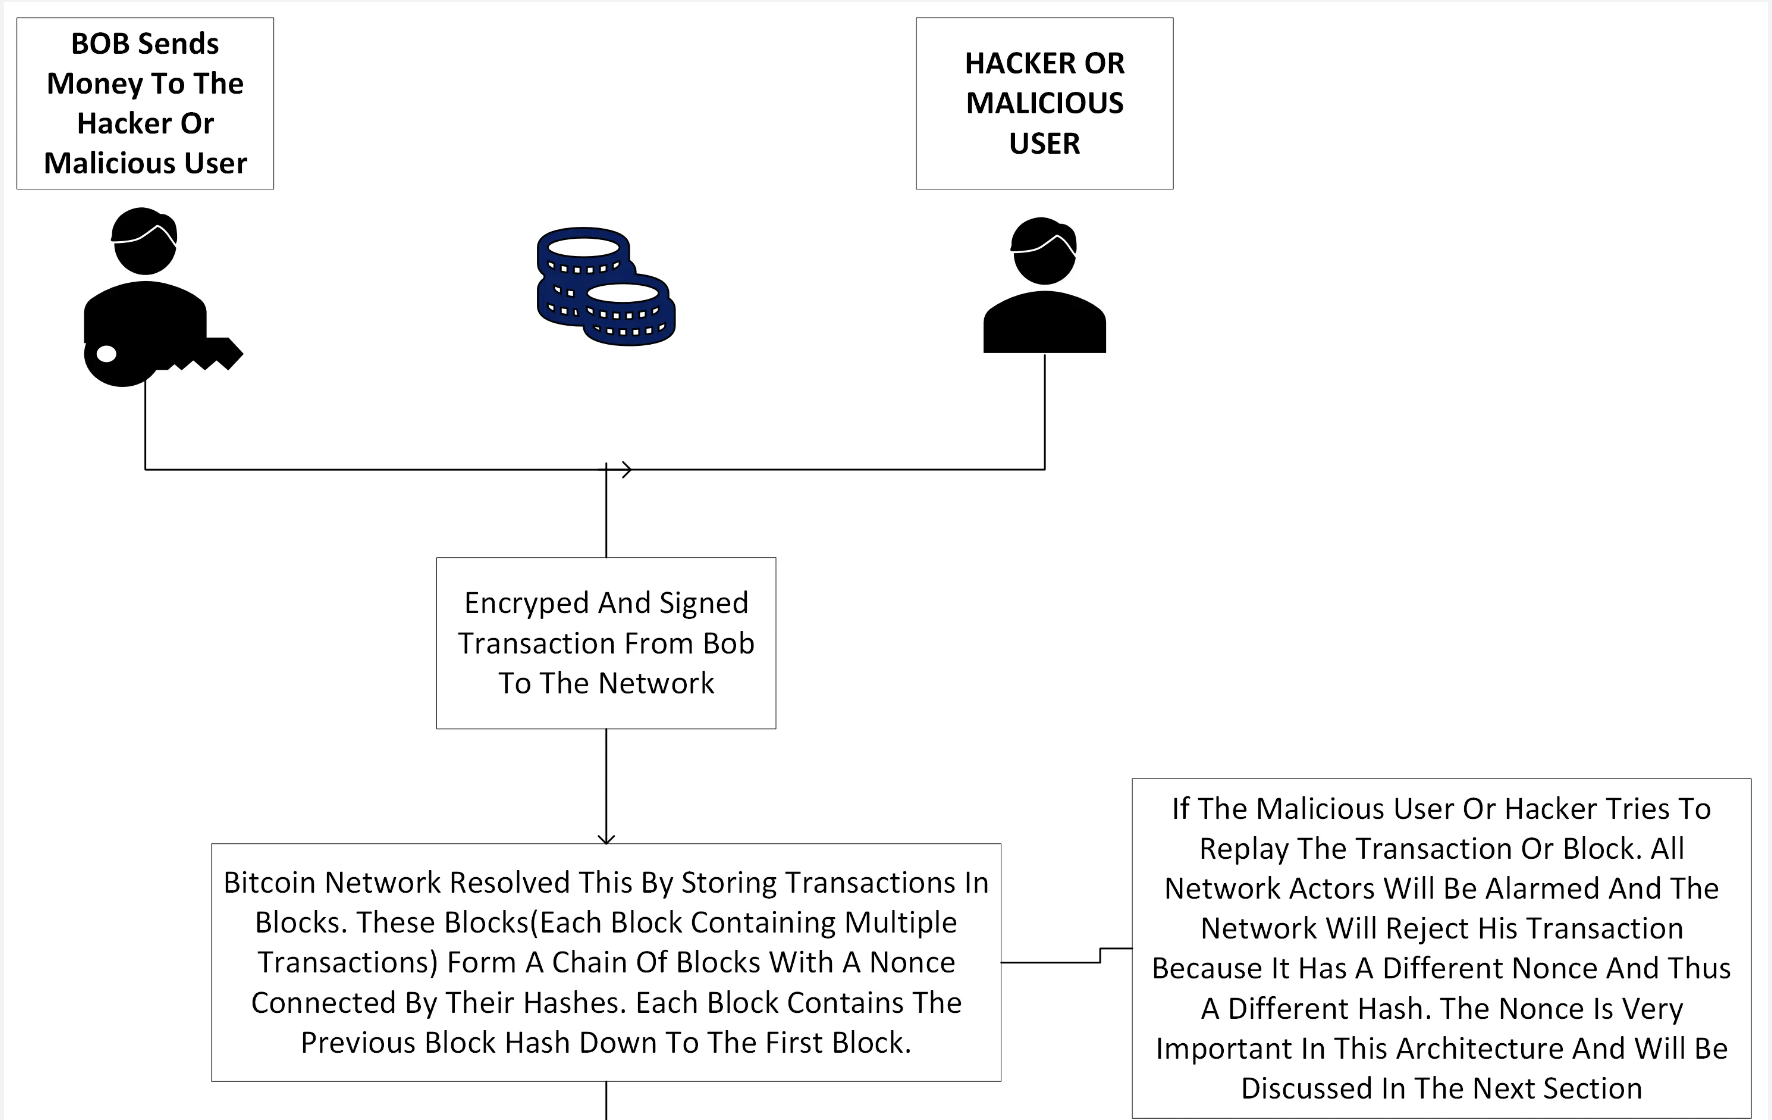 BOB Sends
Money To The
Hacker Or
Malicious User
HACKER OR
MALICIOUS
USER
Encryped And Signed
Transaction From Bob
To The Network
Bitcoin Network Resolved This By Storing Transactions In
Blocks. These Blocks(Each Block Containing Multiple
Transactions) Form A Chain Of Blocks With A Nonce
Connected By Their Hashes. Each Block Contains The
Previous Block Hash Down To The First Block.
If The Malicious User Or Hacker Tries To
Replay The Transaction Or Block. All
Network Actors Will Be Alarmed And The
Network Will Reject His Transaction
Because It Has A Different Nonce And Thus
A Different Hash. The Nonce Is Very
Important In This Architecture And Will Be
Discussed In The Next Section